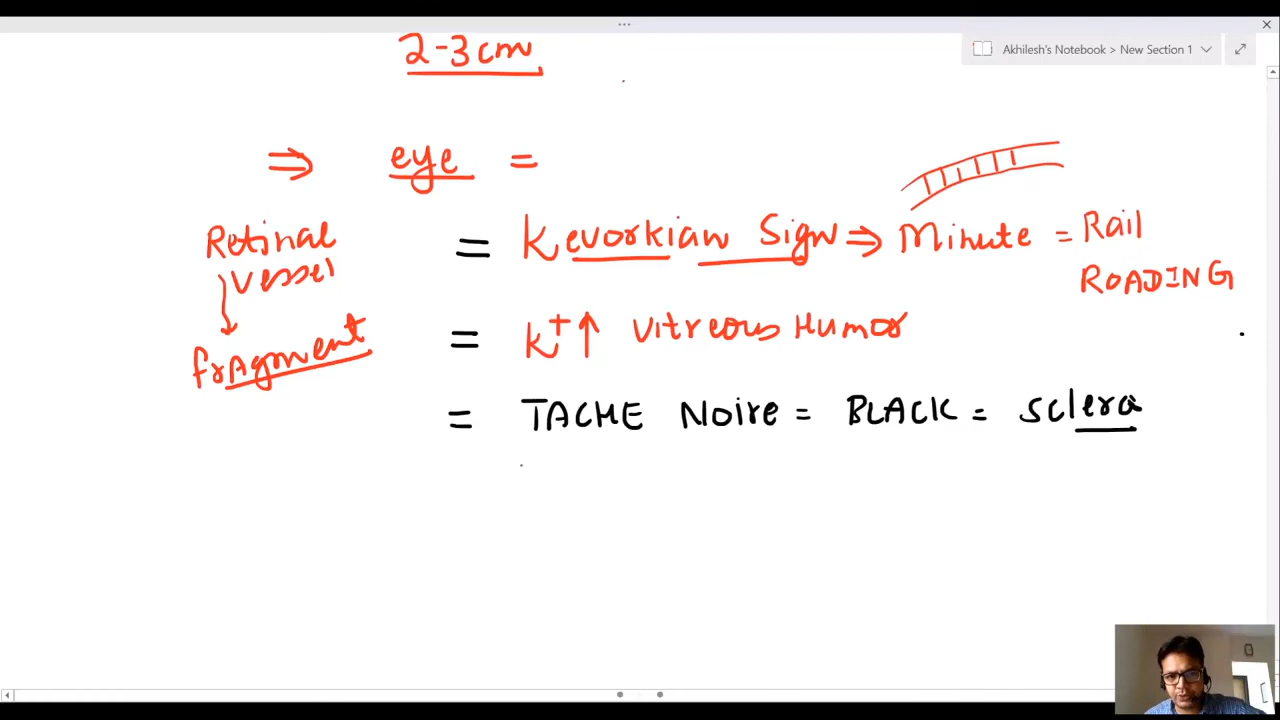 Akhilesh's Notebook > New Section 1
2-3cm
⇒ eye =
Retinal vessel ↓ fragment
= Kevorkian Sign ⇒ Minute = Rail ROADING
= K+↑ Vitreous Humor
= TACHE Noire = BLACK = sclera